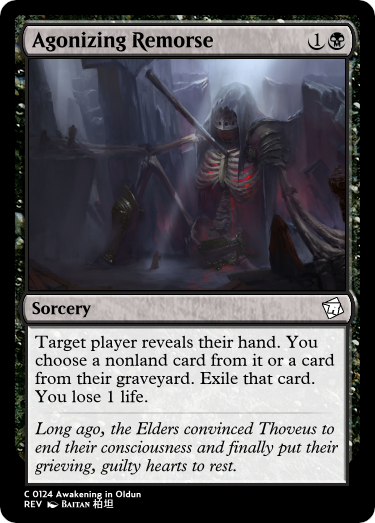 Agonizing Remorse 1
Sorcery
Target player reveals their hand. You
choose a nonland card from it or a card
from their graveyard. Exile that card.
You lose 1 life.
Long ago, the Elders convinced Thoveus to
end their consciousness and finally put their
grieving, guilty hearts to rest.
C 0124 Awakening in Oldun
REV BAITAN 柏坦